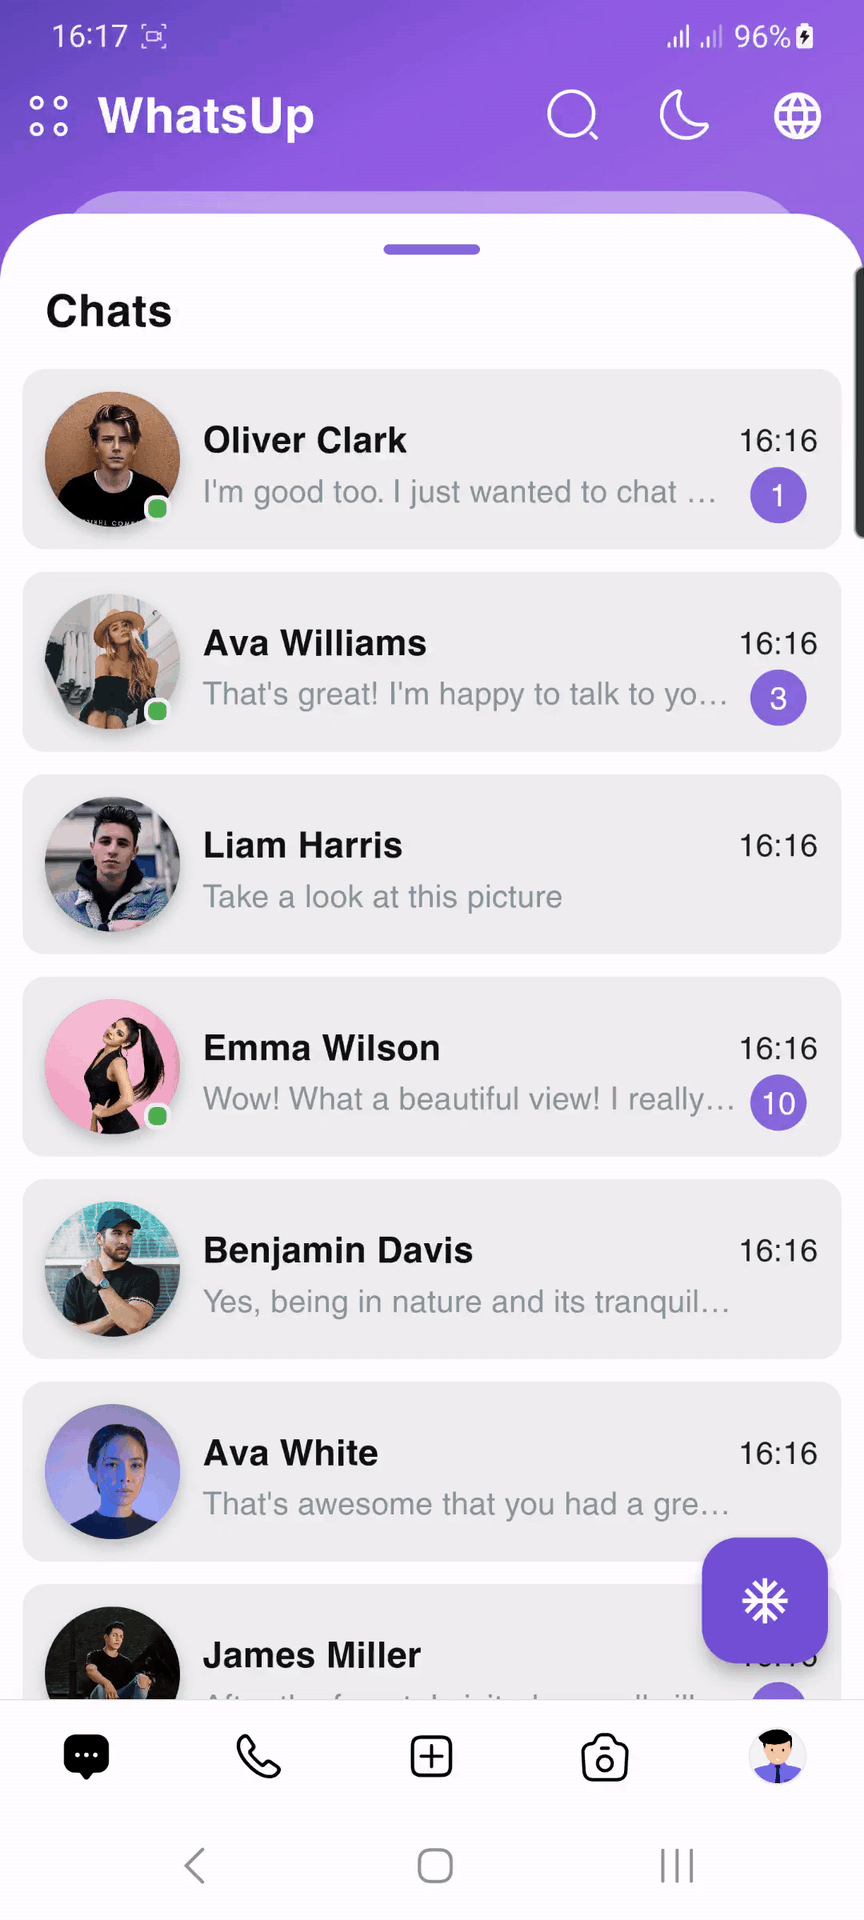 16:17 96%
WhatsUp
Chats
Oliver Clark 16:16
I'm good too. I just wanted to chat ... 1
Ava Williams 16:16
That's great! I'm happy to talk to yo... 3
Liam Harris 16:16
Take a look at this picture
Emma Wilson 16:16
Wow! What a beautiful view! I really... 10
Benjamin Davis 16:16
Yes, being in nature and its tranquil...
Ava White 16:16
That's awesome that you had a gre...
James Miller